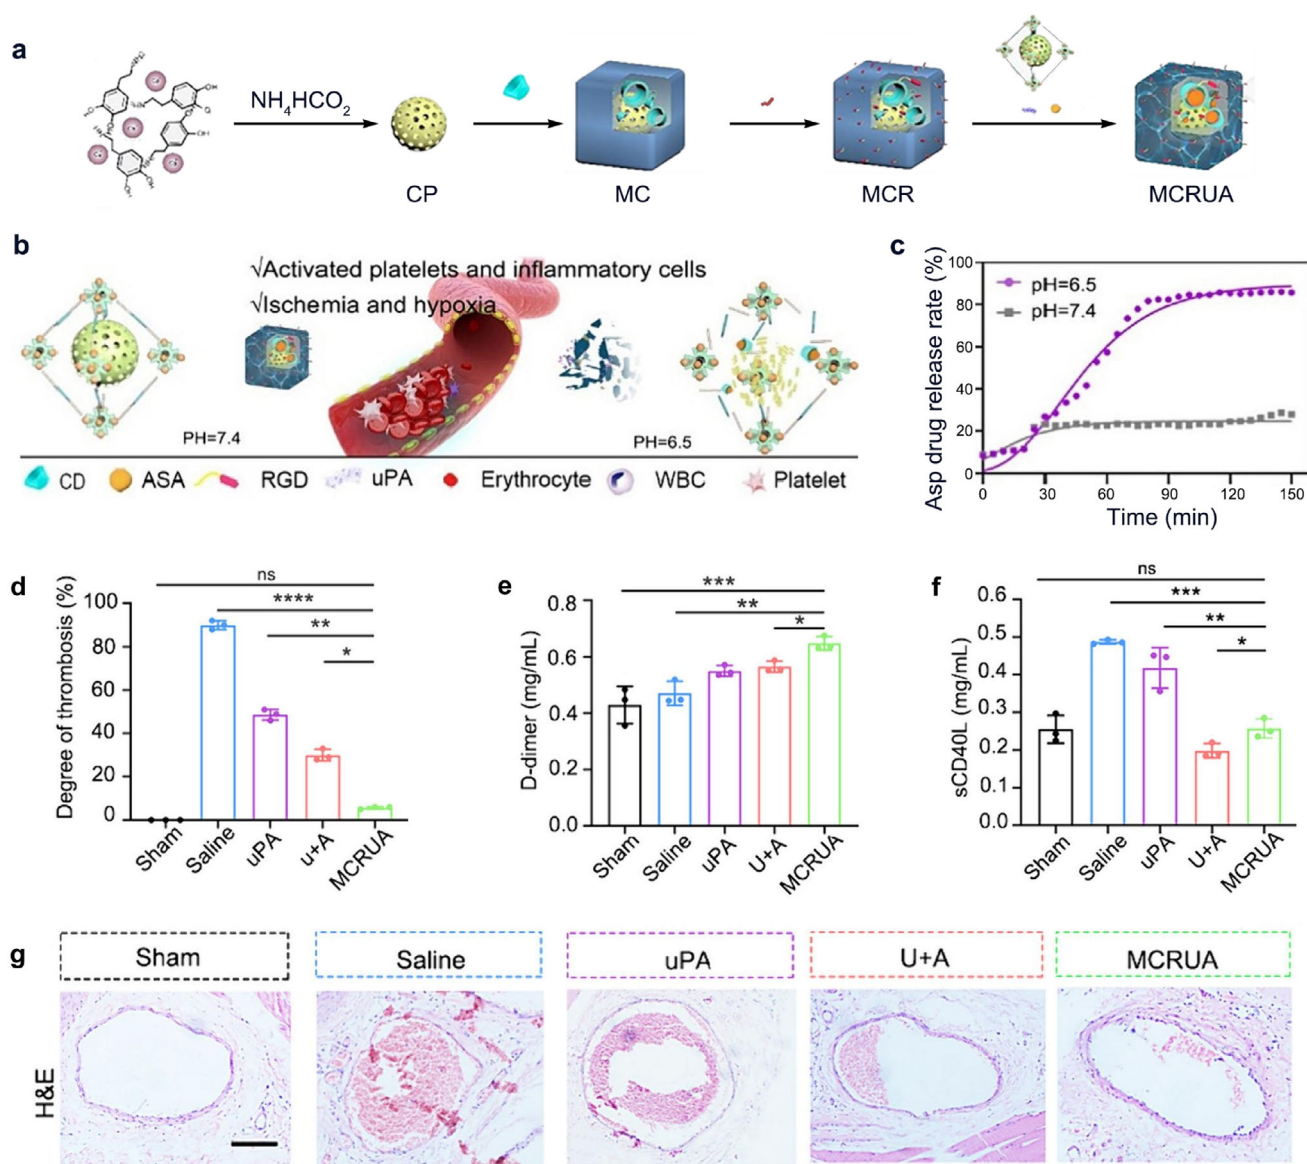 a
NH4HCO2
CP
MC
MCR
MCRUA
b
√Activated platelets and inflammatory cells
√Ischemia and hypoxia
PH=7.4
PH=6.5
CD
ASA
RGD
uPA
Erythrocyte
WBC
Platelet
c
Asp drug release rate (%)
100
80
60
40
20
0
pH=6.5
pH=7.4
0 30 60 90 120 150
Time (min)
d
Degree of thrombosis (%)
100
80
60
40
20
0
ns
****
**
*
Sham Saline uPA u+A MCRUA
e
D-dimer (mg/mL)
0.8
0.6
0.4
0.2
0.0
***
**
*
Sham Saline uPA U+A MCRUA
f
sCD40L (mg/mL)
0.6
0.5
0.4
0.3
0.2
0.1
0.0
ns
***
**
*
Sham Saline uPA U+A MCRUA
g
Sham Saline uPA U+A MCRUA
H&E